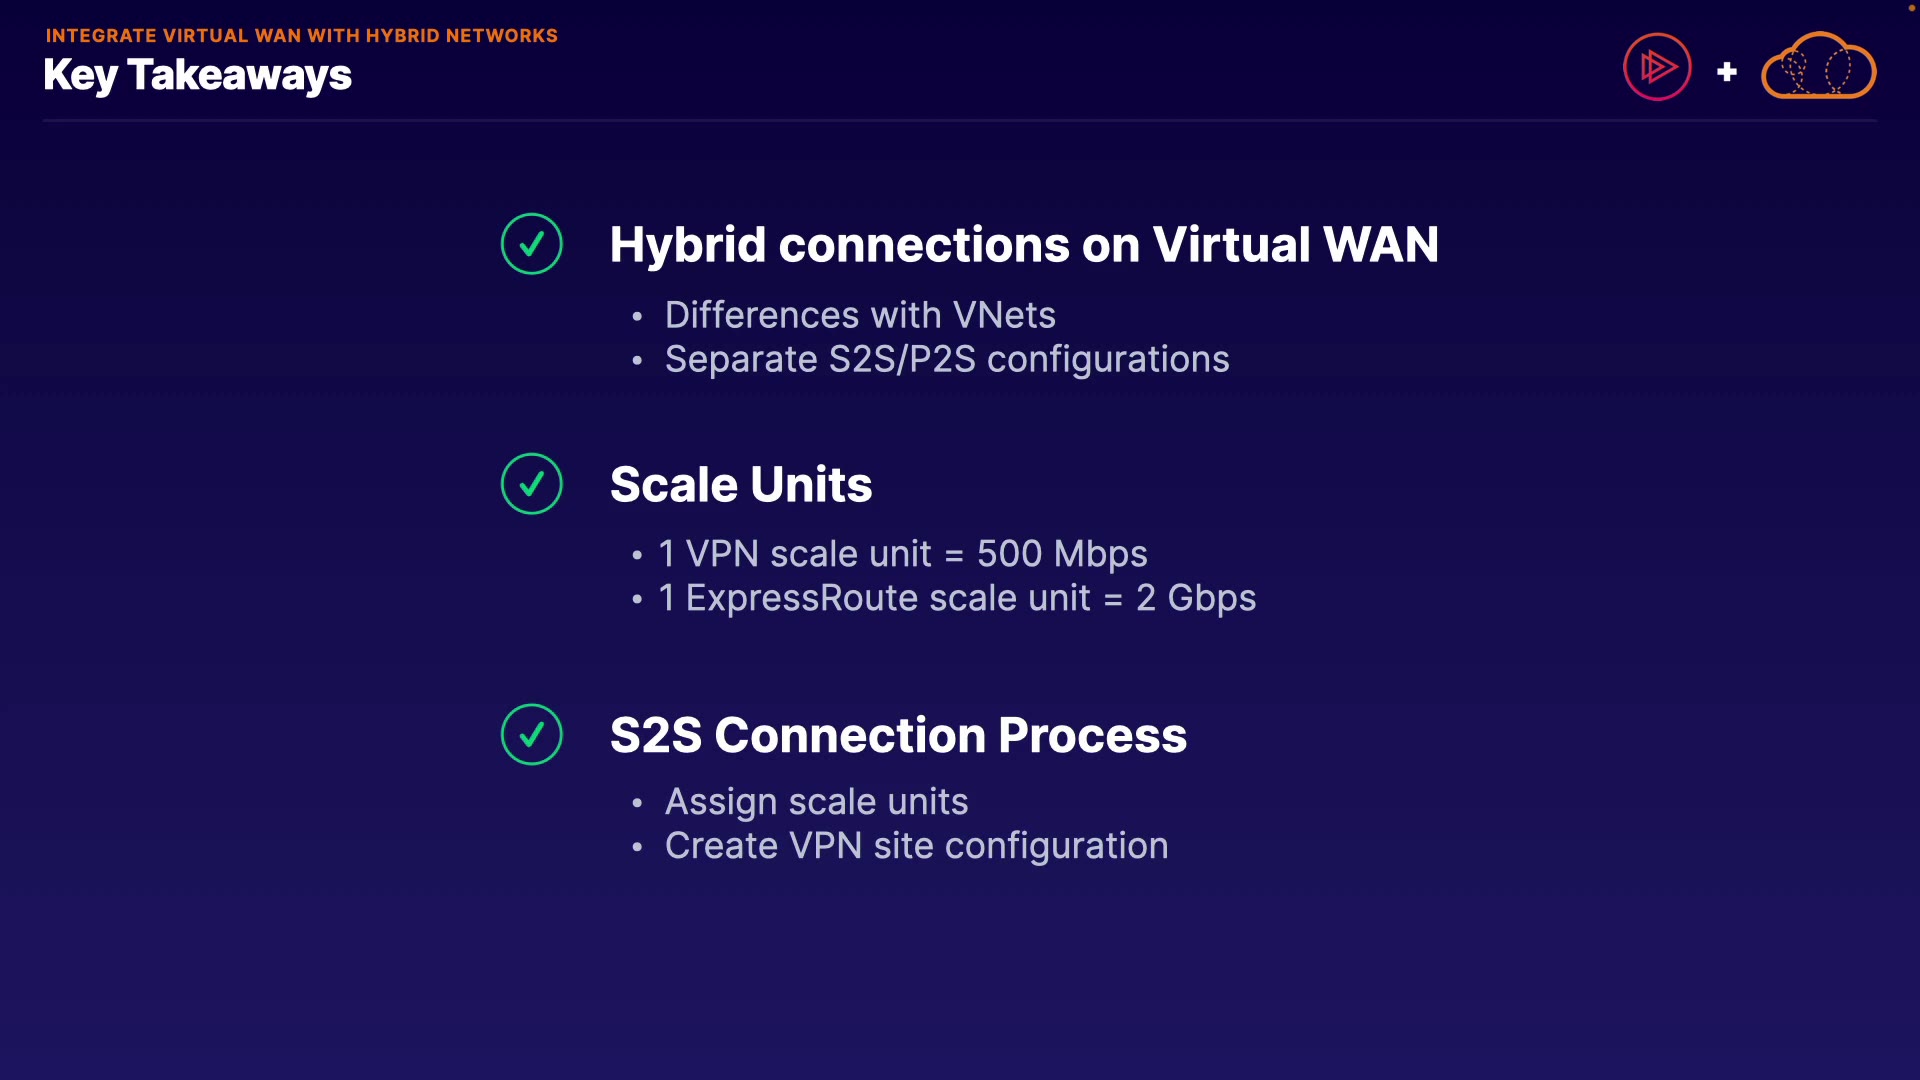 INTEGRATE VIRTUAL WAN WITH HYBRID NETWORKS
Key Takeaways
+
Hybrid connections on Virtual WAN
• Differences with VNets
• Separate S2S/P2S configurations
Scale Units
• 1 VPN scale unit = 500 Mbps
• 1 ExpressRoute scale unit = 2 Gbps
S2S Connection Process
• Assign scale units
• Create VPN site configuration